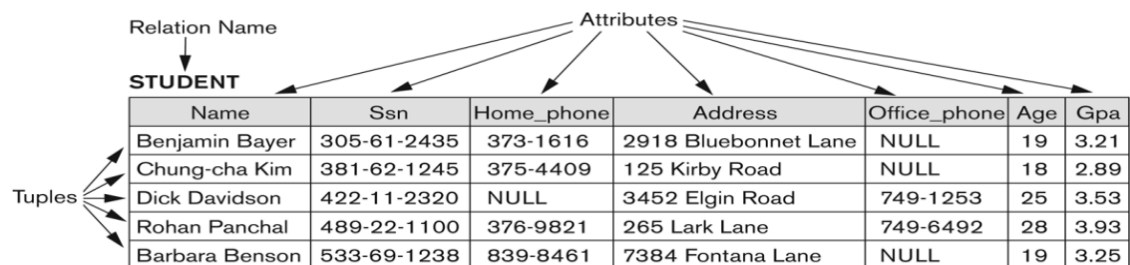 Attributes
Relation Name
STUDENT
Name Ssn Home_phone Address Office_phone Age Gpa
Benjamin Bayer 305-61-2435 373-1616 2918 Bluebonnet Lane NULL 19 3.21
Chung-cha Kim 381-62-1245 375-4409 125 Kirby Road NULL 18 2.89
Tuples Dick Davidson 422-11-2320 NULL 3452 Elgin Road 749-1253 25 3.53
Rohan Panchal 489-22-1100 376-9821 265 Lark Lane 749-6492 28 3.93
Barbara Benson 533-69-1238 839-8461 7384 Fontana Lane NULL 19 3.25